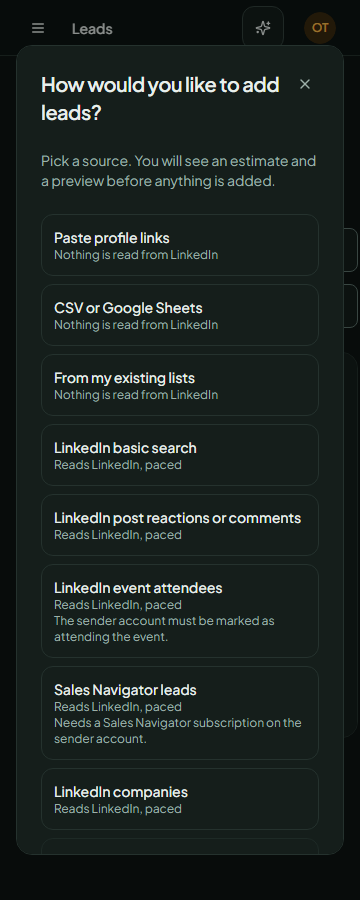 Leads
OT
How would you like to add
leads?
Pick a source. You will see an estimate and
a preview before anything is added.
Paste profile links
Nothing is read from LinkedIn
CSV or Google Sheets
Nothing is read from LinkedIn
From my existing lists
Nothing is read from LinkedIn
LinkedIn basic search
Reads LinkedIn, paced
LinkedIn post reactions or comments
Reads LinkedIn, paced
LinkedIn event attendees
Reads LinkedIn, paced
The sender account must be marked as
attending the event.
Sales Navigator leads
Reads LinkedIn, paced
Needs a Sales Navigator subscription on the
sender account.
LinkedIn companies
Reads LinkedIn, paced